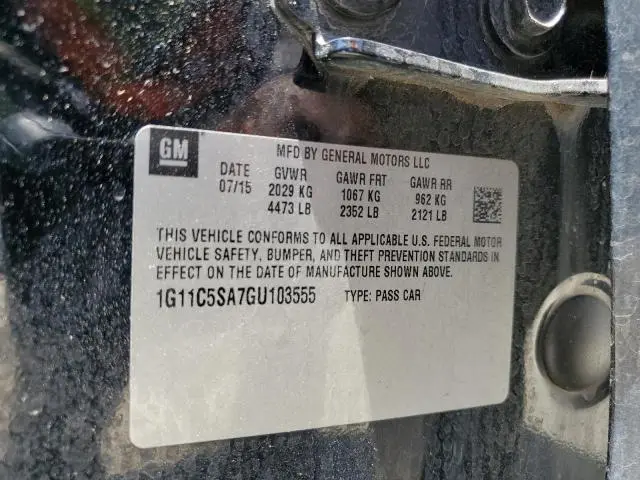 GM
MFD BY GENERAL MOTORS LLC
DATE GVWR GAWR FRT GAWR RR
07/15 2029 KG 1067 KG 962 KG
4473 LB 2352 LB 2121 LB
THIS VEHICLE CONFORMS TO ALL APPLICABLE U.S. FEDERAL MOTOR
VEHICLE SAFETY, BUMPER, AND THEFT PREVENTION STANDARDS IN
EFFECT ON THE DATE OF MANUFACTURE SHOWN ABOVE.
1G11C5SA7GU103555 TYPE: PASS CAR